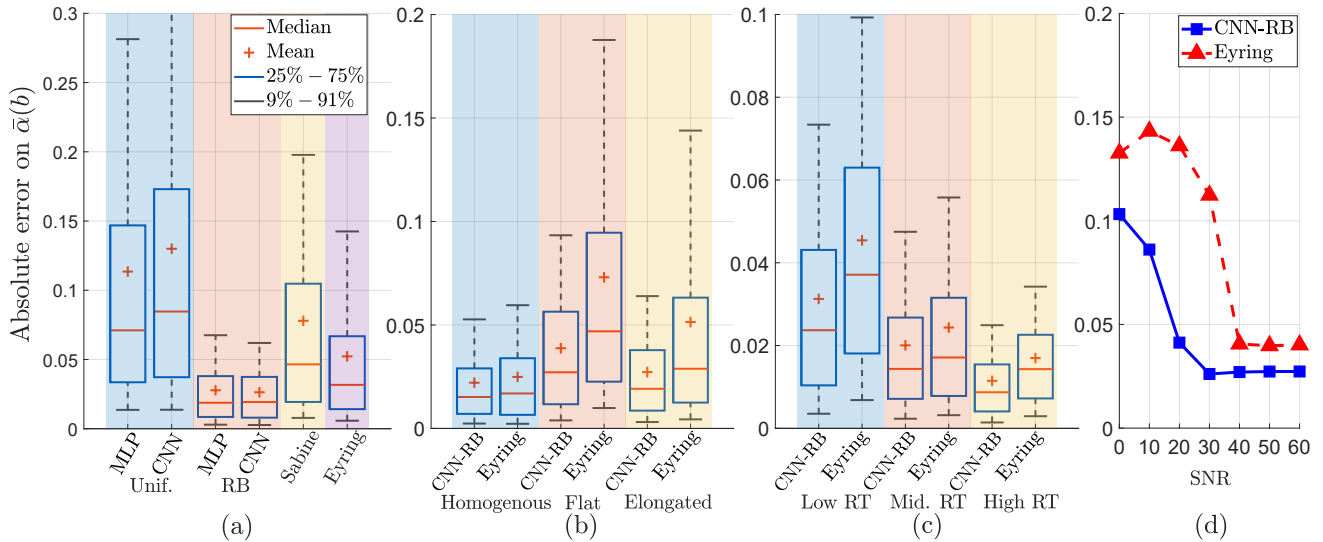 Absolute error on ᾱ(b)
0.3
0.25
0.2
0.15
0.1
0.05
0
Median
Mean
25% − 75%
9% − 91%
MLP
CNN
MLP
CNN
Sabine
Eyring
Unif.
RB
(a)
0.2
0.15
0.1
0.05
0
CNN-RB
Eyring
CNN-RB
Eyring
CNN-RB
Eyring
Homogenous
Flat
Elongated
(b)
0.1
0.08
0.06
0.04
0.02
0
CNN-RB
Eyring
CNN-RB
Eyring
CNN-RB
Eyring
Low RT
Mid. RT
High RT
(c)
0.2
0.1
0.05
0
CNN-RB
Eyring
0 10 20 30 40 50 60
SNR
(d)